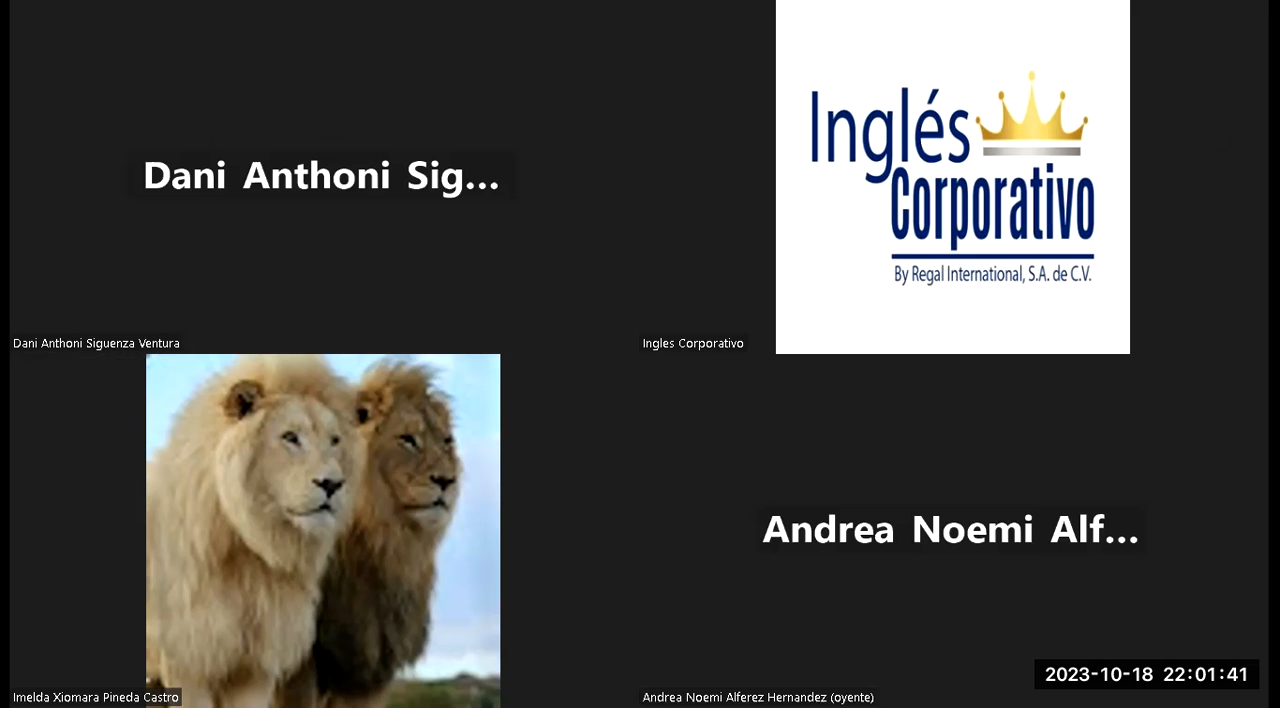 Dani Anthoni Sig...
Inglés
Corporativo
By Regal International, S.A. de C.V.
Dani Anthoni Siguenza Ventura
Ingles Corporativo
Andrea Noemi Alf...
2023-10-18 22:01:41
Imelda Xiomara Pineda Castro
Andrea Noemi Alferez Hernandez (oyente)